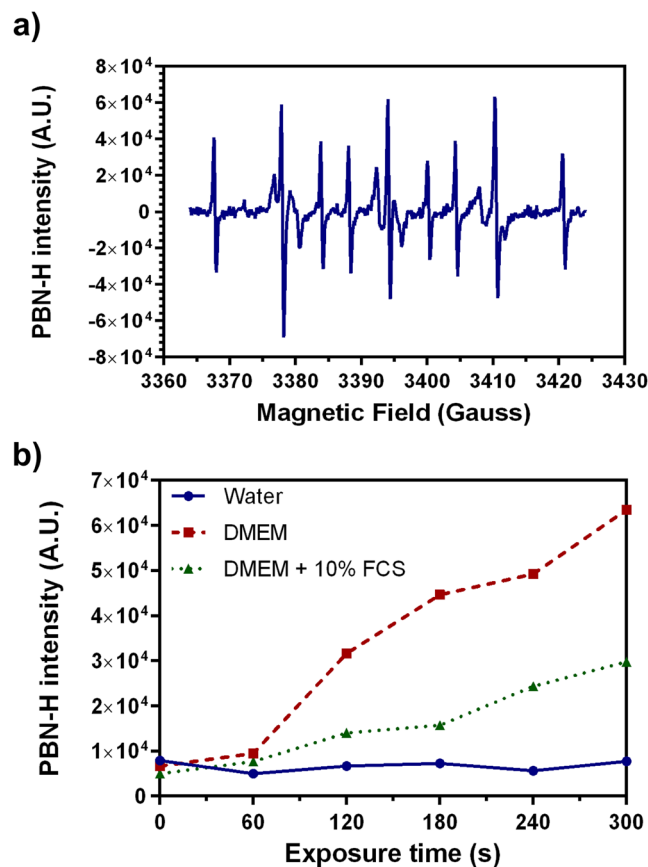 a)
PBN-H intensity (A.U.)
8×10⁴
6×10⁴
4×10⁴
2×10⁴
0
-2×10⁴
-4×10⁴
-6×10⁴
-8×10⁴
3360 3370 3380 3390 3400 3410 3420 3430
Magnetic Field (Gauss)
b)
PBN-H intensity (A.U.)
7×10⁴
6×10⁴
5×10⁴
4×10⁴
3×10⁴
2×10⁴
1×10⁴
0
Water
DMEM
DMEM + 10% FCS
0 60 120 180 240 300
Exposure time (s)